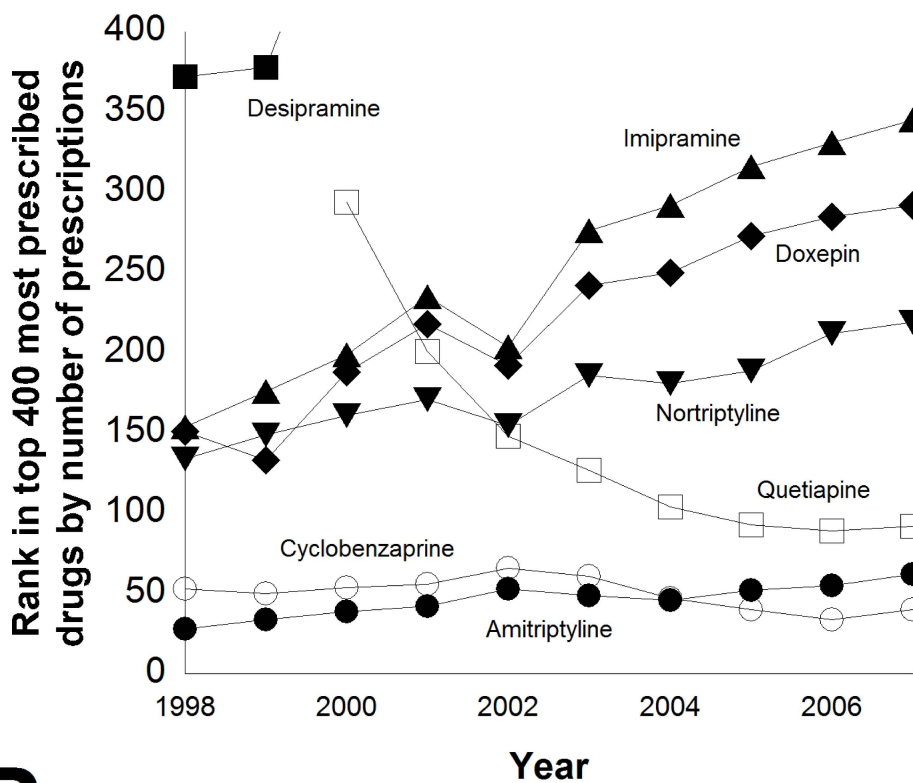 Rank in top 400 most prescribed
drugs by number of prescriptions
400
350
300
250
200
150
100
50
0
Desipramine
Imipramine
Doxepin
Nortriptyline
Quetiapine
Cyclobenzaprine
Amitriptyline
1998
2000
2002
2004
2006
Year